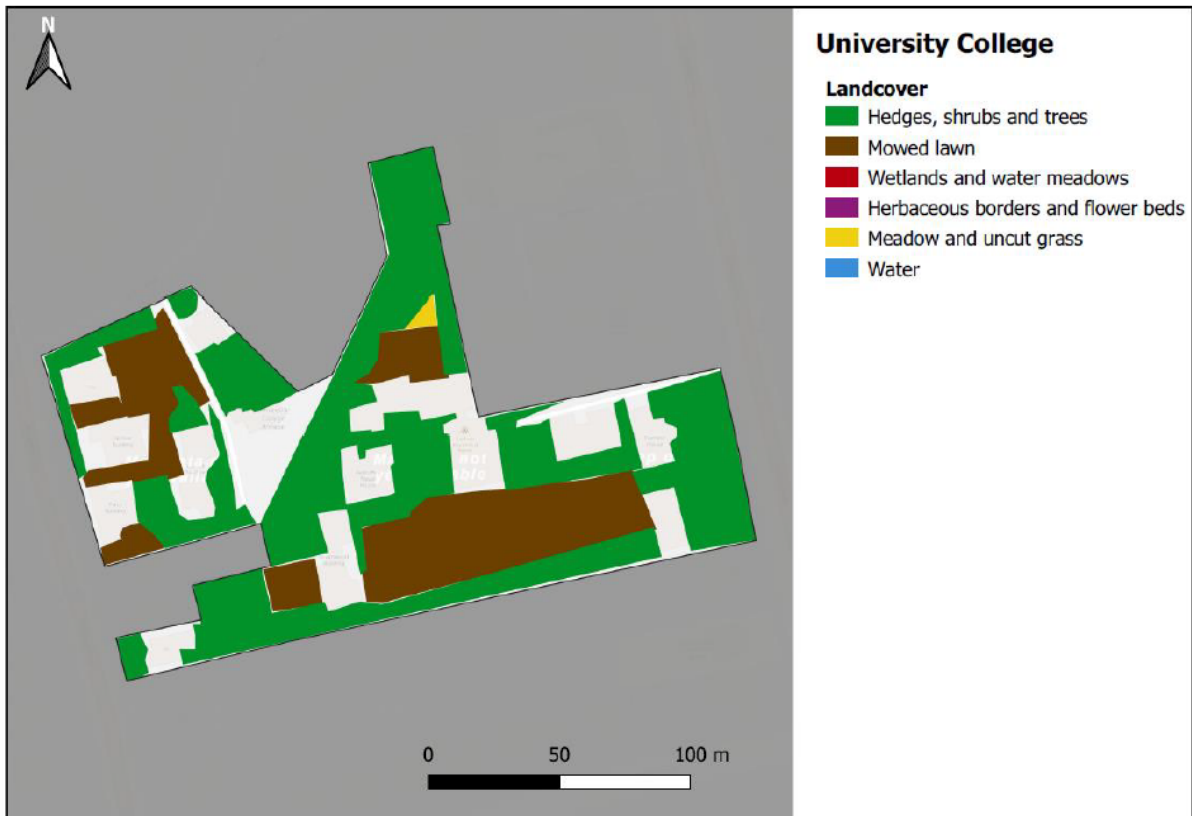 N
University College
Landcover
Hedges, shrubs and trees
Mowed lawn
Wetlands and water meadows
Herbaceous borders and flower beds
Meadow and uncut grass
Water
0 50 100 m